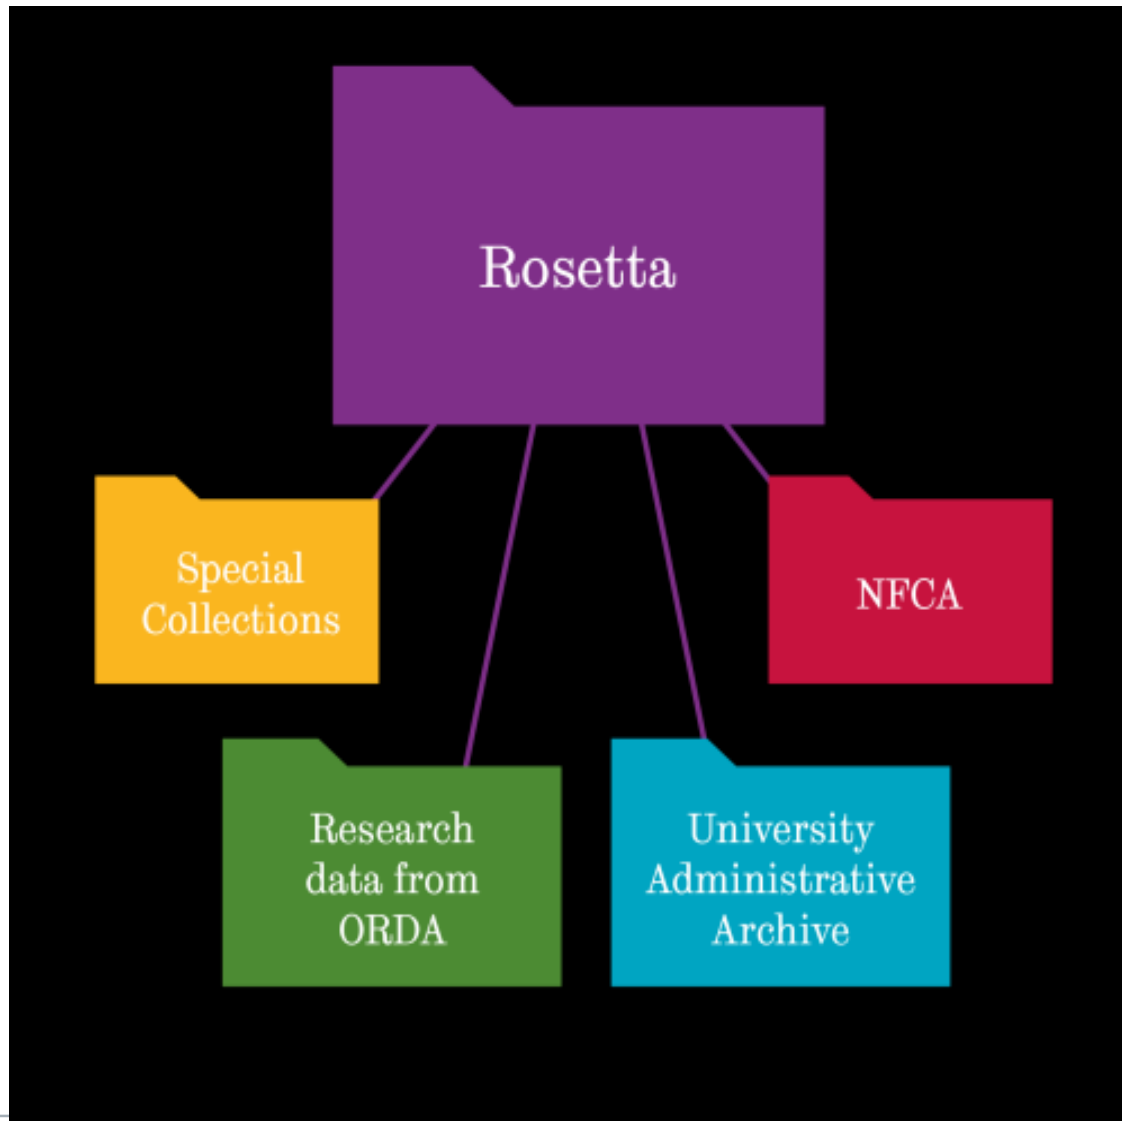 Rosetta
Special
Collections
NFCA
Research
data from
ORDA
University
Administrative
Archive